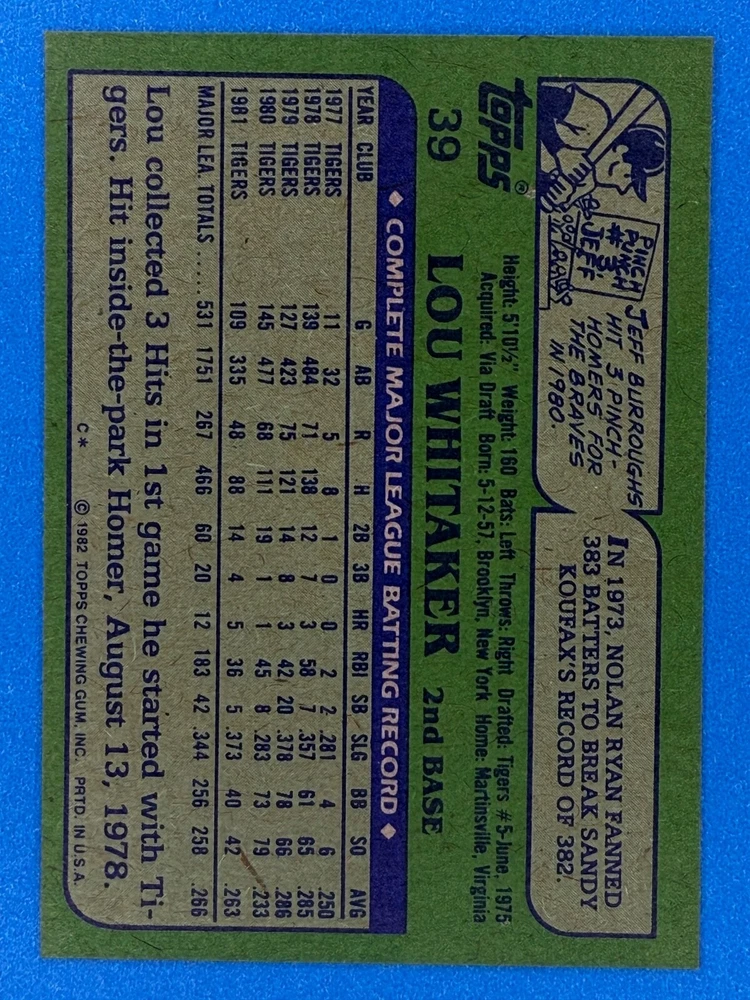 PINCH
PUNCH
#3
JEFF
JEFF BURROUGHS
HIT 3 PINCH-
HOMERS FOR
THE BRAVES
IN 1980.
IN 1973, NOLAN RYAN FANNED
383 BATTERS TO BREAK SANDY
KOUFAX'S RECORD OF 382.
TOPPS®
39 LOU WHITAKER 2nd BASE
Height: 5'10½" Weight: 160 Bats: Left Throws: Right Drafted: Tigers #5-June, 1975
Acquired: Via Draft Born: 5-12-57, Brooklyn, New York Home: Martinsville, Virginia
◆ COMPLETE MAJOR LEAGUE BATTING RECORD ◆
YEAR CLUB G AB R H 2B 3B HR RBI SB SLG BB SO AVG
1977 TIGERS 11 32 5 8 1 0 0 2 2 .281 4 6 .250
1978 TIGERS 139 484 71 138 12 7 3 58 7 .357 61 65 .285
1979 TIGERS 127 423 75 121 14 8 3 42 20 .378 78 66 .286
1980 TIGERS 145 477 68 111 19 1 1 45 8 .283 73 79 .233
1981 TIGERS 109 335 48 88 14 4 5 36 5 .373 40 42 .263
MAJOR LEA. TOTALS ..... 531 1751 267 466 60 20 12 183 42 .344 256 258 .266
Lou collected 3 Hits in 1st game he started with Ti-
gers. Hit inside-the-park Homer, August 13, 1978.
C* © 1982 TOPPS CHEWING GUM, INC. PRTD. IN U.S.A.